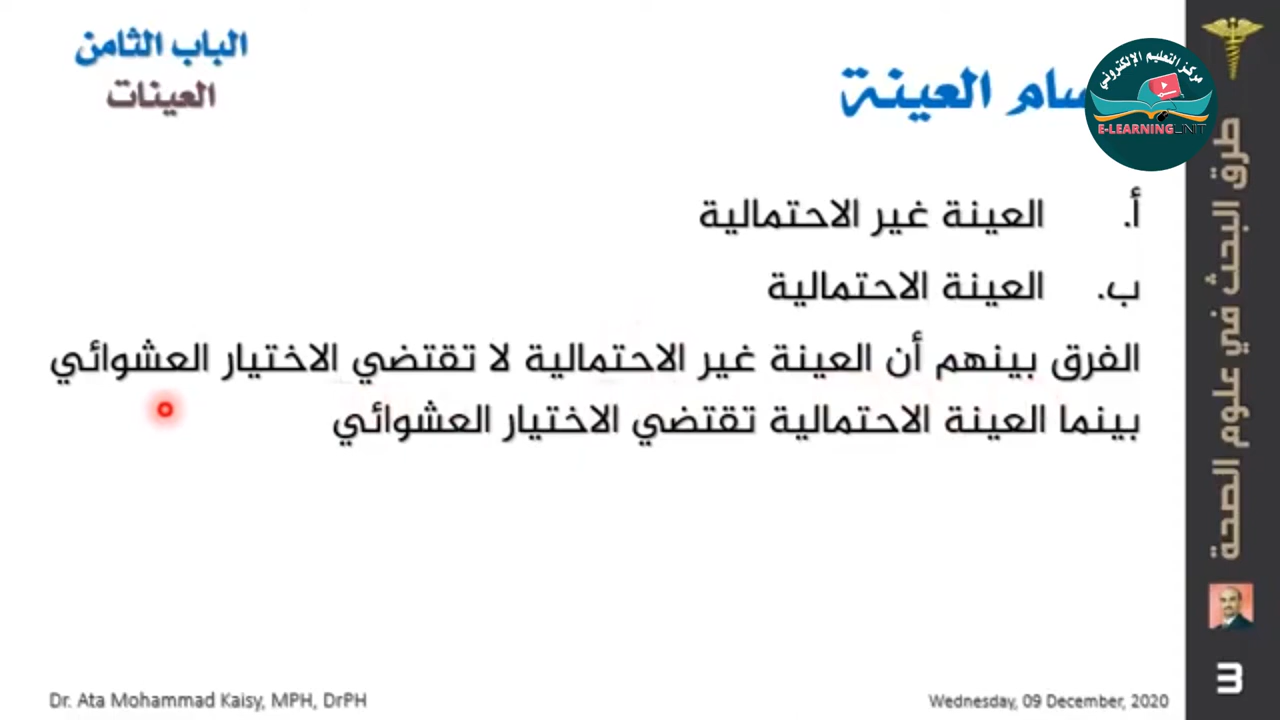 الباب الثامن
العينات
سام العينة
مركز التعليم الإلكتروني
E-LEARNING UNIT
أ. العينة غير الاحتمالية
ب. العينة الاحتمالية
الفرق بينهم أن العينة غير الاحتمالية لا تقتضي الاختيار العشوائي
بينما العينة الاحتمالية تقتضي الاختيار العشوائي
طرق البحث في علوم الصحة
3
Dr. Ata Mohammad Kaisy, MPH, DrPH
Wednesday, 09 December, 2020